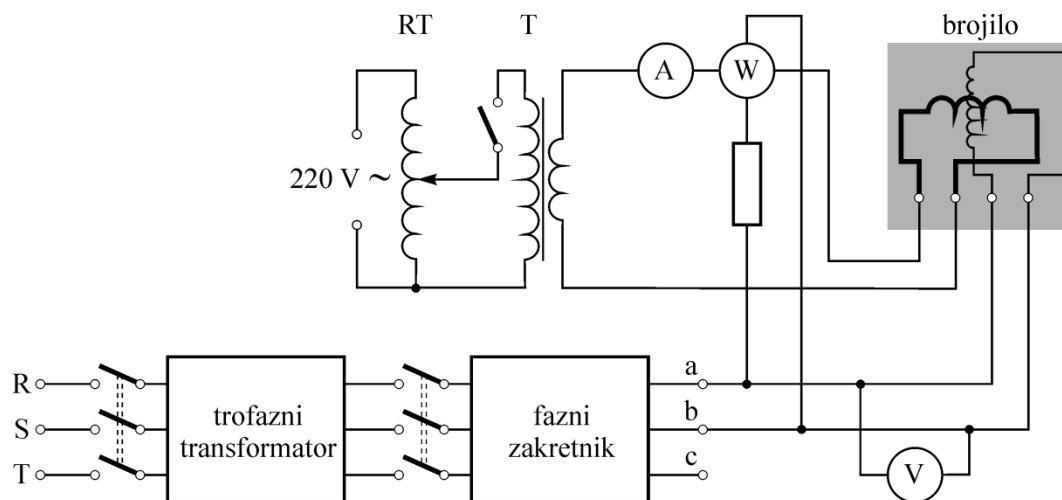 RT
T
brojilo
A
W
220 V ~
R
S
T
trofazni
transformator
fazni
zakretnik
a
b
c
V